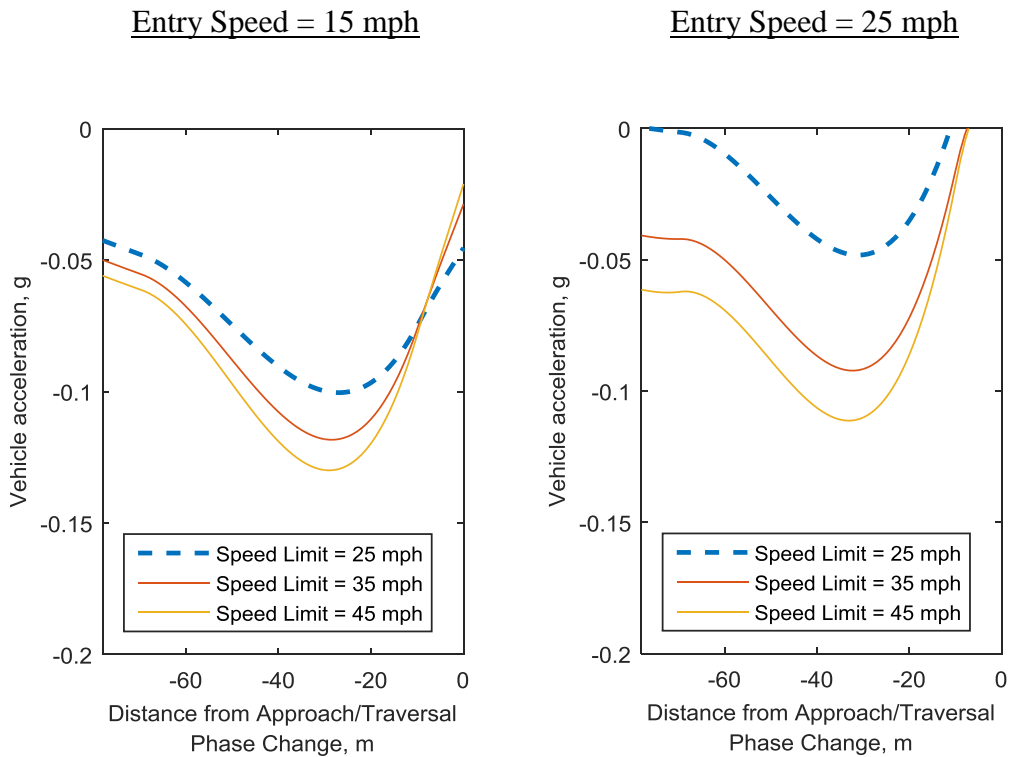 Entry Speed = 15 mph
Entry Speed = 25 mph
0
-0.05
-0.1
-0.15
-0.2
Vehicle acceleration, g
Speed Limit = 25 mph
Speed Limit = 35 mph
Speed Limit = 45 mph
-60 -40 -20 0
Distance from Approach/Traversal
Phase Change, m
0
-0.05
-0.1
-0.15
-0.2
Vehicle acceleration, g
Speed Limit = 25 mph
Speed Limit = 35 mph
Speed Limit = 45 mph
-60 -40 -20 0
Distance from Approach/Traversal
Phase Change, m